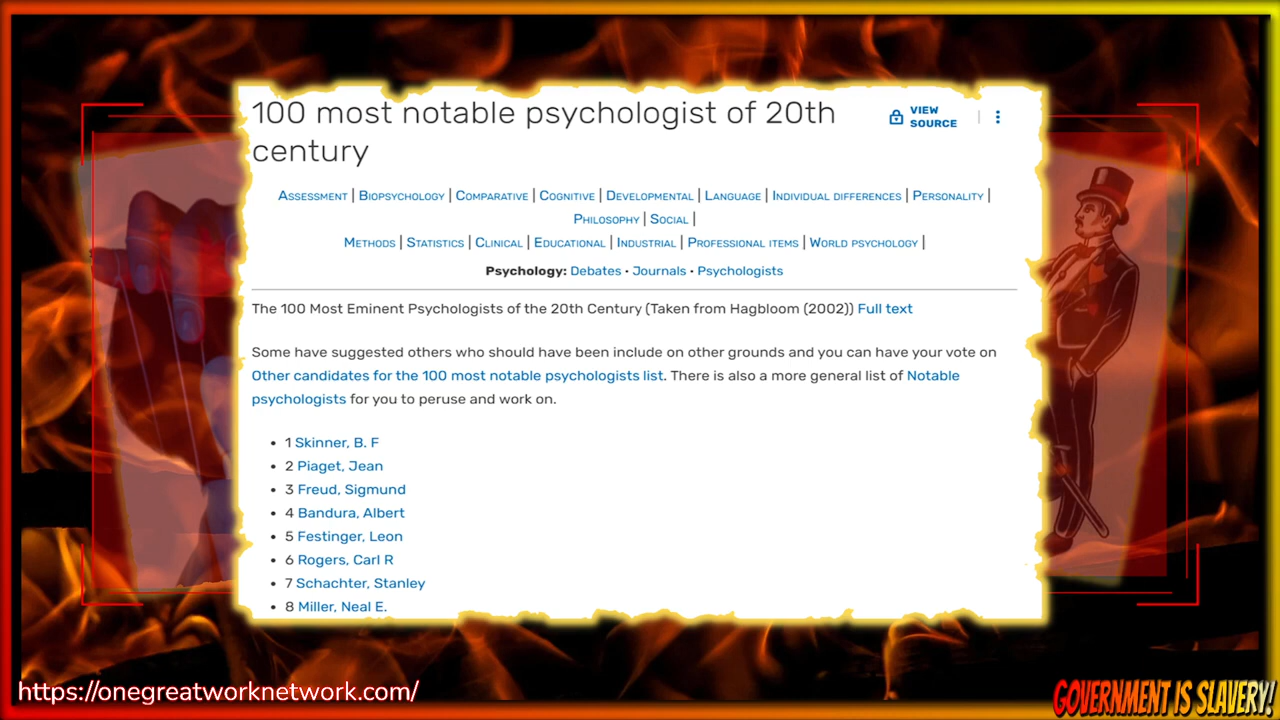 100 most notable psychologist of 20th
century
VIEW
SOURCE
ASSESSMENT | BIOPSYCHOLOGY | COMPARATIVE | COGNITIVE | DEVELOPMENTAL | LANGUAGE | INDIVIDUAL DIFFERENCES | PERSONALITY |
PHILOSOPHY | SOCIAL |
METHODS | STATISTICS | CLINICAL | EDUCATIONAL | INDUSTRIAL | PROFESSIONAL ITEMS | WORLD PSYCHOLOGY |
Psychology: Debates · Journals · Psychologists
The 100 Most Eminent Psychologists of the 20th Century (Taken from Hagbloom (2002)) Full text
Some have suggested others who should have been include on other grounds and you can have your vote on
Other candidates for the 100 most notable psychologists list. There is also a more general list of Notable
psychologists for you to peruse and work on.
• 1 Skinner, B. F
• 2 Piaget, Jean
• 3 Freud, Sigmund
• 4 Bandura, Albert
• 5 Festinger, Leon
• 6 Rogers, Carl R
• 7 Schachter, Stanley
• 8 Miller, Neal E.
https://onegreatworknetwork.com/
GOVERNMENT IS SLAVERY!